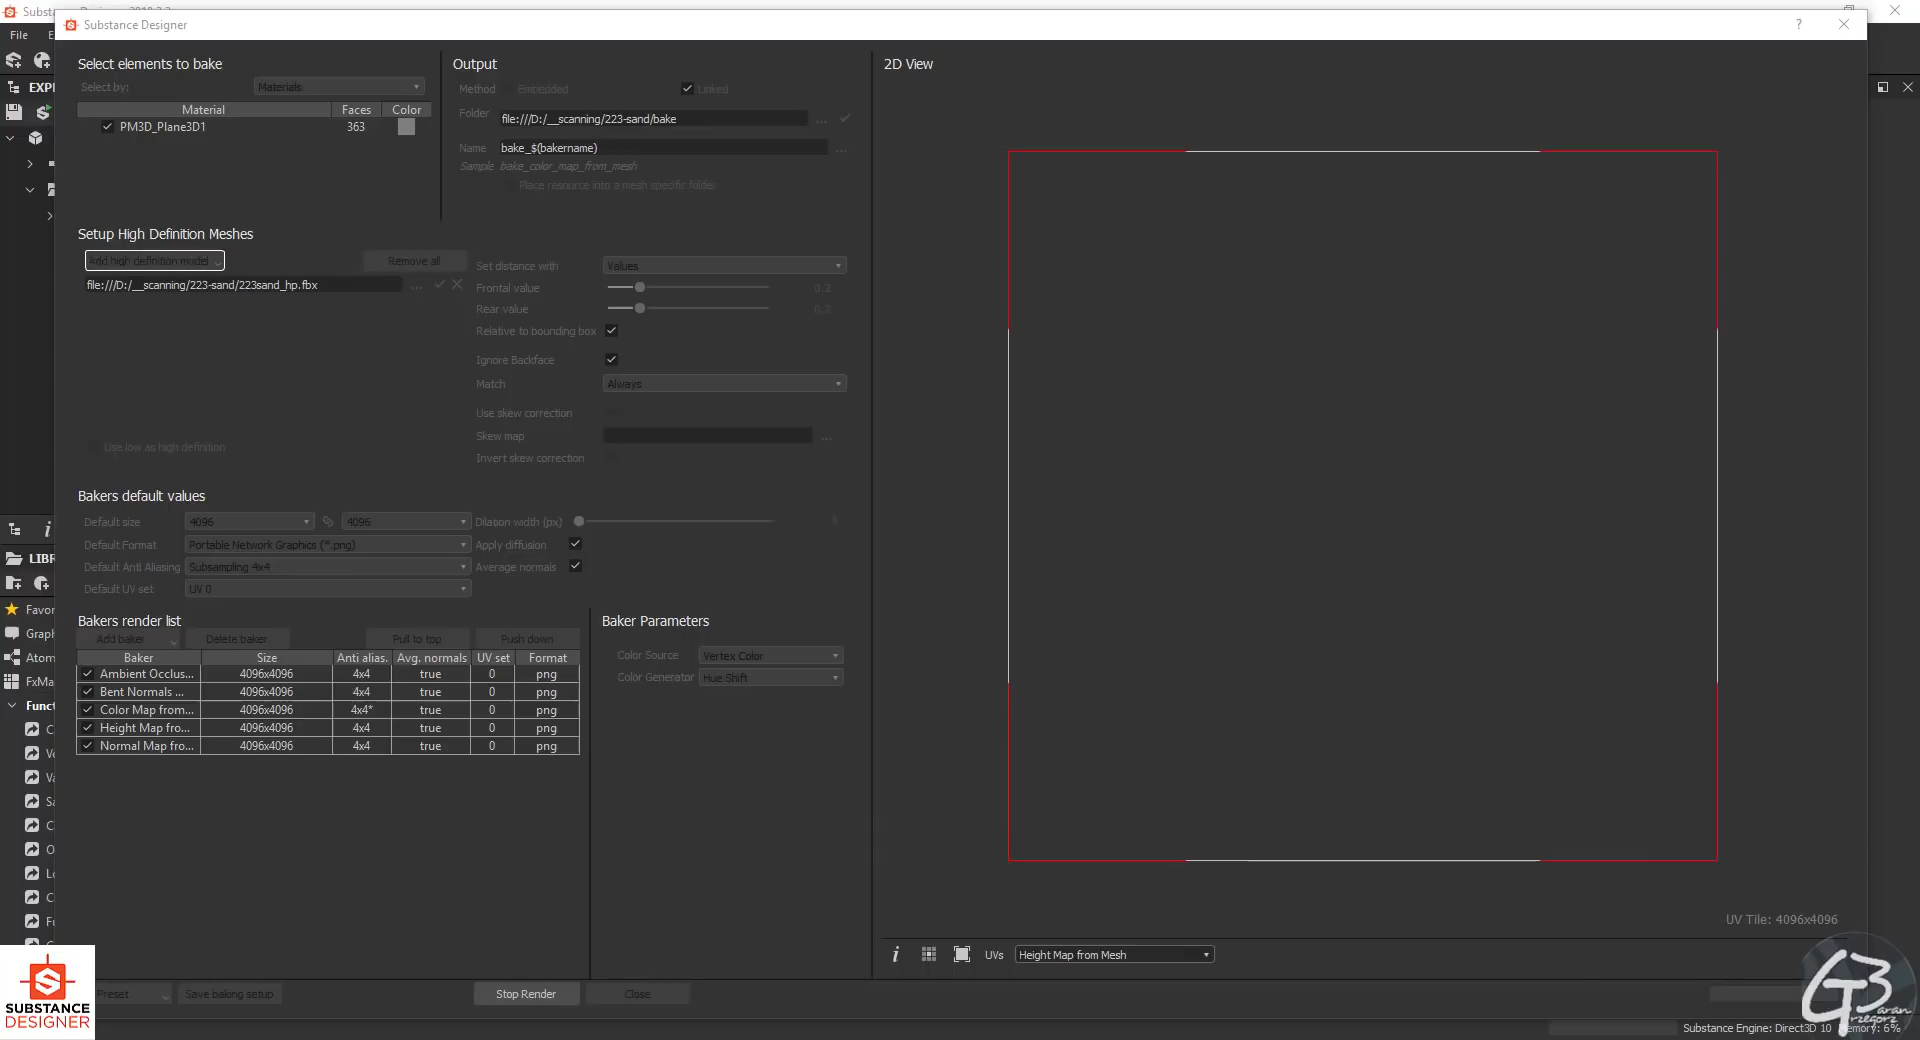 Substance Designer
File
Select elements to bake
Select by:
Materials
Material Faces Color
PM3D_Plane3D1 363
Output
Method Embedded Linked
Folder file:///D:/__scanning/223-sand/bake ...
Name bake_$(bakername) ...
Sample bake_color_map_from_mesh
Place resource into a mesh specific folder
Setup High Definition Meshes
Add high definition model
Remove all
file:///D:/__scanning/223-sand/223sand_hp.fbx ...
Use low as high definition
Set distance with Values
Frontal value
Rear value
Relative to bounding box
Ignore Backface
Match Always
Use skew correction
Skew map ...
Invert skew correction
Bakers default values
Default size 4096 4096
Default Format Portable Network Graphics (*.png)
Default Anti Aliasing Subsampling 4x4
Default UV set UV 0
Dilation width (px)
Apply diffusion
Average normals
Bakers render list
Add baker Delete baker Pull to top Push down
Baker Size Anti alias. Avg. normals UV set Format
Ambient Occlus... 4096x4096 4x4 true 0 png
Bent Normals ... 4096x4096 4x4 true 0 png
Color Map from... 4096x4096 4x4* true 0 png
Height Map fro... 4096x4096 4x4 true 0 png
Normal Map fro... 4096x4096 4x4 true 0 png
Baker Parameters
Color Source Vertex Color
Color Generator Hue Shift
Preset Save baking setup Stop Render Close
2D View
UV Tile: 4096x4096
UVs Height Map from Mesh
Substance Engine: Direct3D 10 Memory: 6%
EXPI
LIBR
Favor
Graph
Atom
FxMa
Funct
SUBSTANCE
DESIGNER